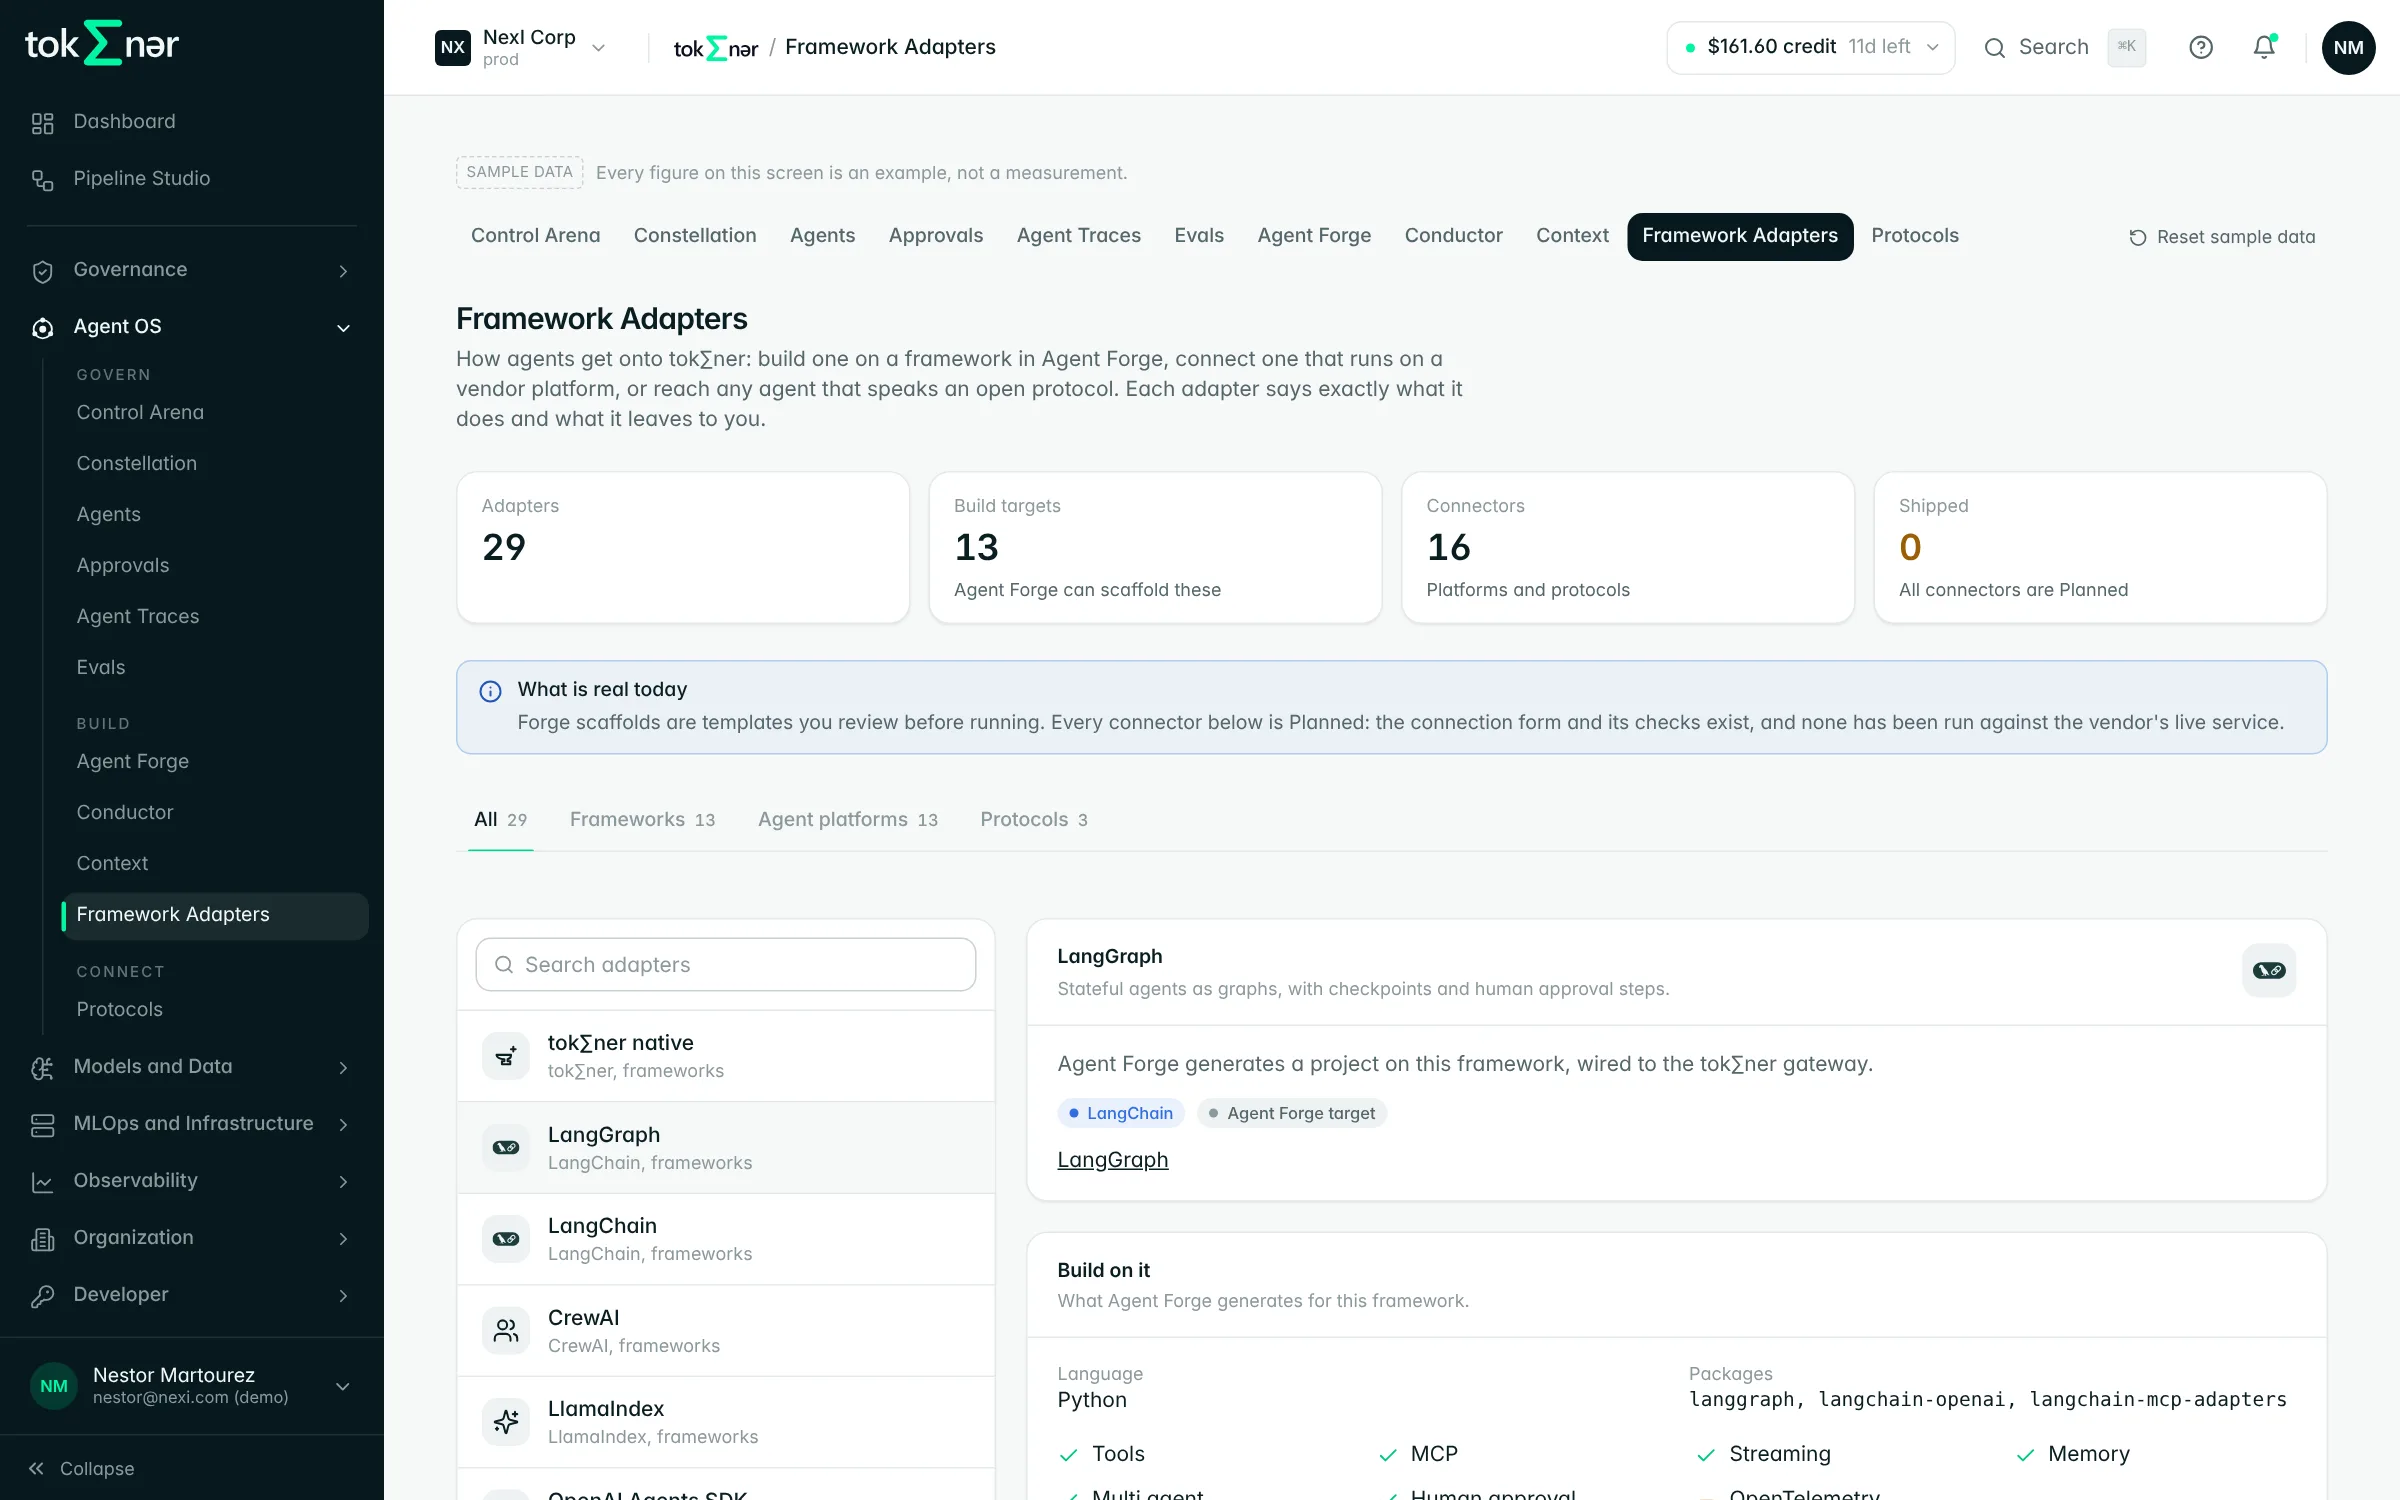 tok∑nər
Dashboard
Pipeline Studio
Governance
Agent OS
GOVERN
Control Arena
Constellation
Agents
Approvals
Agent Traces
Evals
BUILD
Agent Forge
Conductor
Context
Framework Adapters
CONNECT
Protocols
Models and Data
MLOps and Infrastructure
Observability
Organization
Developer
NM
Nestor Martourez
nestor@nexi.com (demo)
Collapse
NX
Nexl Corp
prod
tok∑nər / Framework Adapters
$161.60 credit 11d left
Search ⌘K
NM
SAMPLE DATA Every figure on this screen is an example, not a measurement.
Control Arena Constellation Agents Approvals Agent Traces Evals Agent Forge Conductor Context Framework Adapters Protocols
Reset sample data
Framework Adapters
How agents get onto tok∑ner: build one on a framework in Agent Forge, connect one that runs on a
vendor platform, or reach any agent that speaks an open protocol. Each adapter says exactly what it
does and what it leaves to you.
Adapters
29
Build targets
13
Agent Forge can scaffold these
Connectors
16
Platforms and protocols
Shipped
0
All connectors are Planned
What is real today
Forge scaffolds are templates you review before running. Every connector below is Planned: the connection form and its checks exist, and none has been run against the vendor's live service.
All 29 Frameworks 13 Agent platforms 13 Protocols 3
Search adapters
tok∑ner native
tok∑ner, frameworks
LangGraph
LangChain, frameworks
LangChain
LangChain, frameworks
CrewAI
CrewAI, frameworks
LlamaIndex
LlamaIndex, frameworks
OpenAI Agents SDK
LangGraph
Stateful agents as graphs, with checkpoints and human approval steps.
Agent Forge generates a project on this framework, wired to the tok∑ner gateway.
LangChain Agent Forge target
LangGraph
Build on it
What Agent Forge generates for this framework.
Language
Python
Packages
langgraph, langchain-openai, langchain-mcp-adapters
Tools MCP Streaming Memory
Multi agent Human approval OpenTelemetry